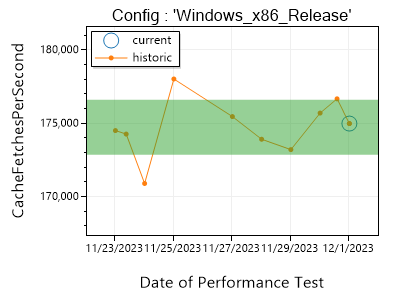 Config : 'Windows_x86_Release'
current
historic
180,000
175,000
170,000
CacheFetchesPerSecond
11/23/2023
11/25/2023
11/27/2023
11/29/2023
12/1/2023
Date of Performance Test